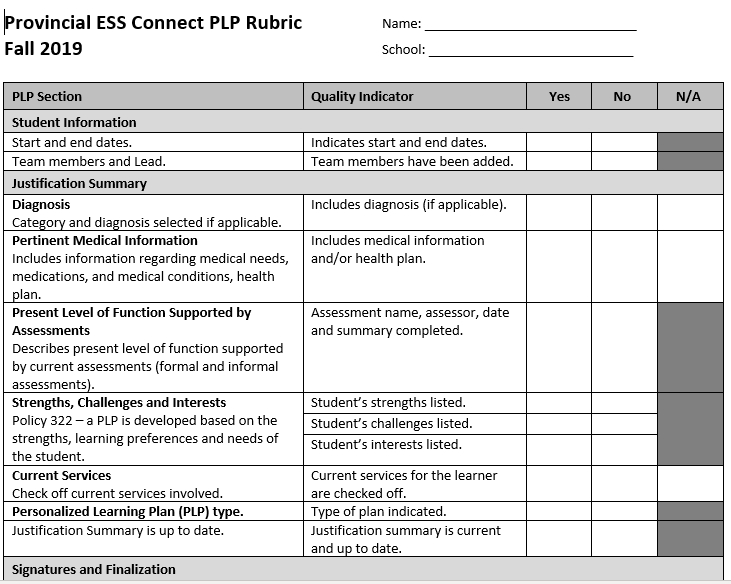 Provincial ESS Connect PLP Rubric
Name: ______________________________
Fall 2019
School: _____________________________
PLP Section Quality Indicator Yes No N/A
Student Information
Start and end dates. Indicates start and end dates.
Team members and Lead. Team members have been added.
Justification Summary
Diagnosis
Category and diagnosis selected if applicable.
Includes diagnosis (if applicable).
Pertinent Medical Information
Includes information regarding medical needs,
medications, and medical conditions, health
plan.
Includes medical information
and/or health plan.
Present Level of Function Supported by
Assessments
Describes present level of function supported
by current assessments (formal and informal
assessments).
Assessment name, assessor, date
and summary completed.
Strengths, Challenges and Interests
Policy 322 – a PLP is developed based on the
strengths, learning preferences and needs of
the student.
Student’s strengths listed.
Student’s challenges listed.
Student’s interests listed.
Current Services
Check off current services involved.
Current services for the learner
are checked off.
Personalized Learning Plan (PLP) type. Type of plan indicated.
Justification Summary is up to date.
Justification summary is current
and up to date.
Signatures and Finalization